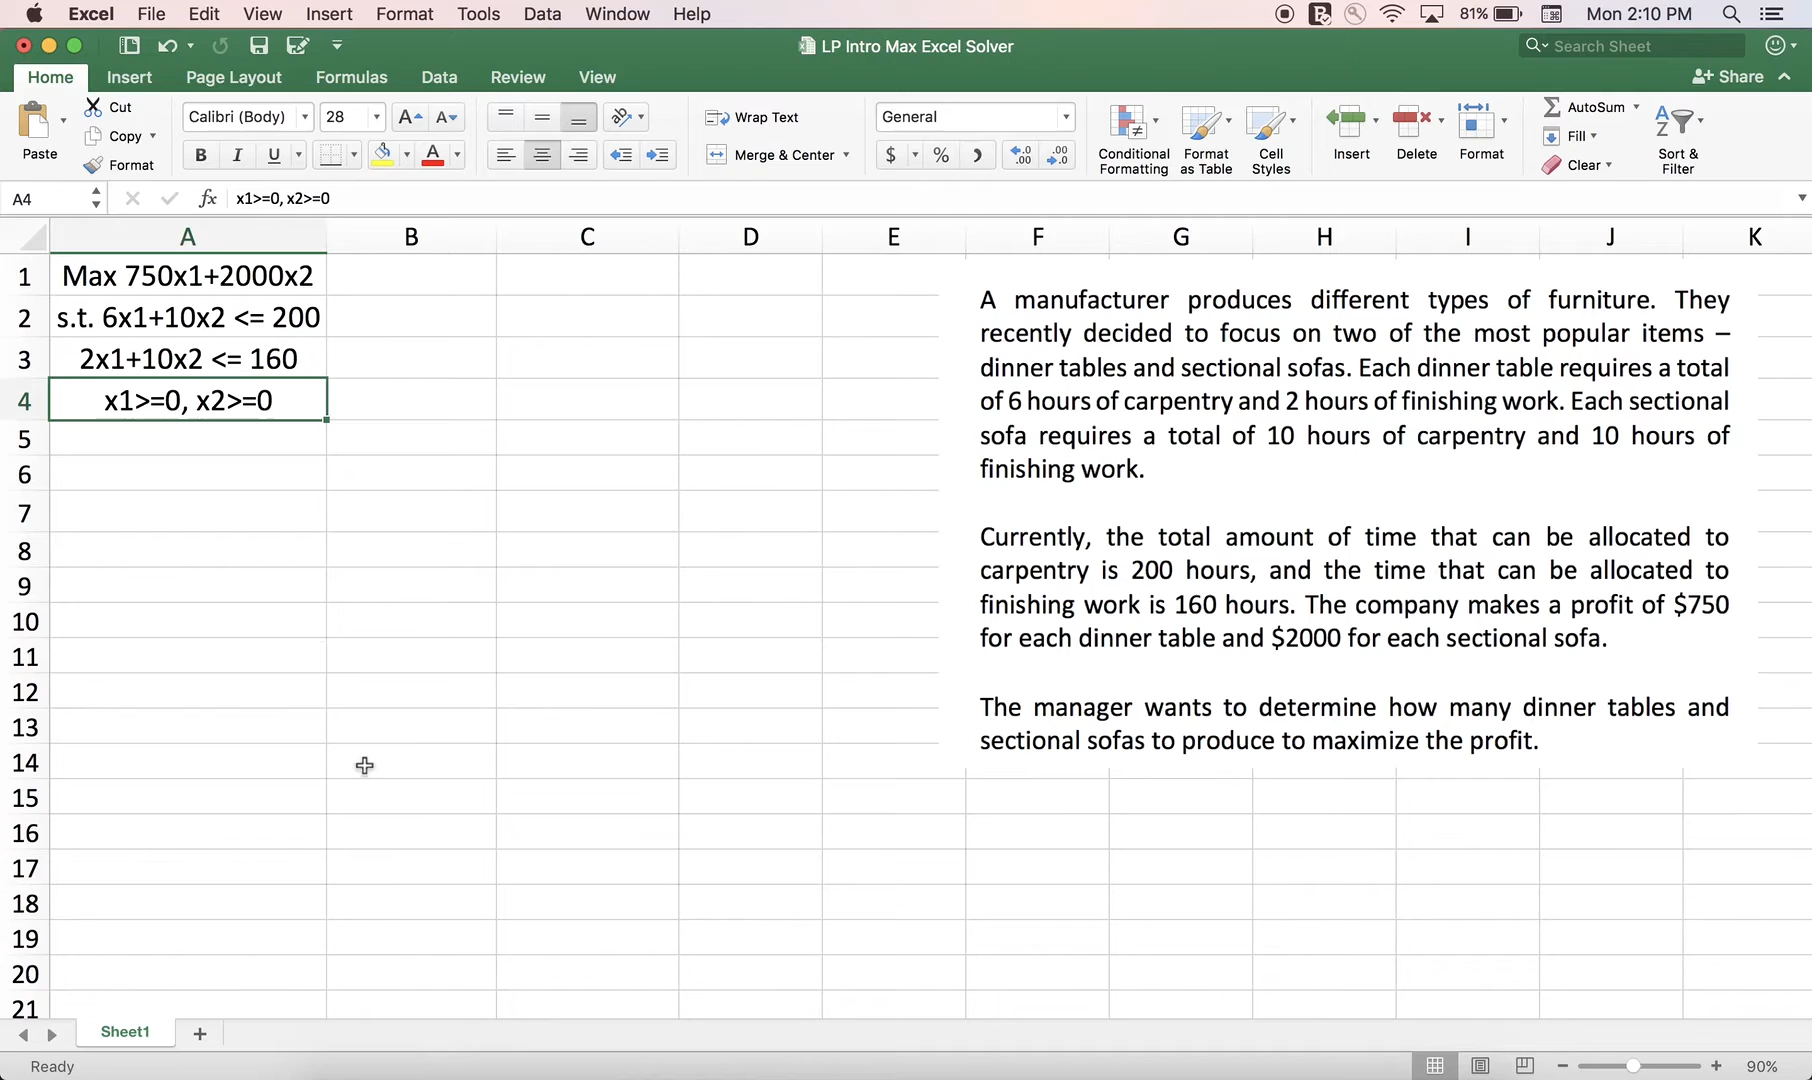 Excel File Edit View Insert Format Tools Data Window Help 81% Mon 2:10 PM
LP Intro Max Excel Solver
Search Sheet
Home Insert Page Layout Formulas Data Review View Share
Paste
Cut
Copy
Format
Calibri (Body) 28
B I U
Wrap Text
Merge & Center
General
$ %
Conditional Formatting
Format as Table
Cell Styles
Insert
Delete
Format
AutoSum
Fill
Clear
Sort & Filter
A4 fx x1>=0, x2>=0
A B C D E F G H I J K
1 Max 750x1+2000x2
2 s.t. 6x1+10x2 <= 200
3 2x1+10x2 <= 160
4 x1>=0, x2>=0
5
6
7
8
9
10
11
12
13
14
15
16
17
18
19
20
21
A manufacturer produces different types of furniture. They
recently decided to focus on two of the most popular items –
dinner tables and sectional sofas. Each dinner table requires a total
of 6 hours of carpentry and 2 hours of finishing work. Each sectional
sofa requires a total of 10 hours of carpentry and 10 hours of
finishing work.
Currently, the total amount of time that can be allocated to
carpentry is 200 hours, and the time that can be allocated to
finishing work is 160 hours. The company makes a profit of $750
for each dinner table and $2000 for each sectional sofa.
The manager wants to determine how many dinner tables and
sectional sofas to produce to maximize the profit.
Sheet1
Ready 90%